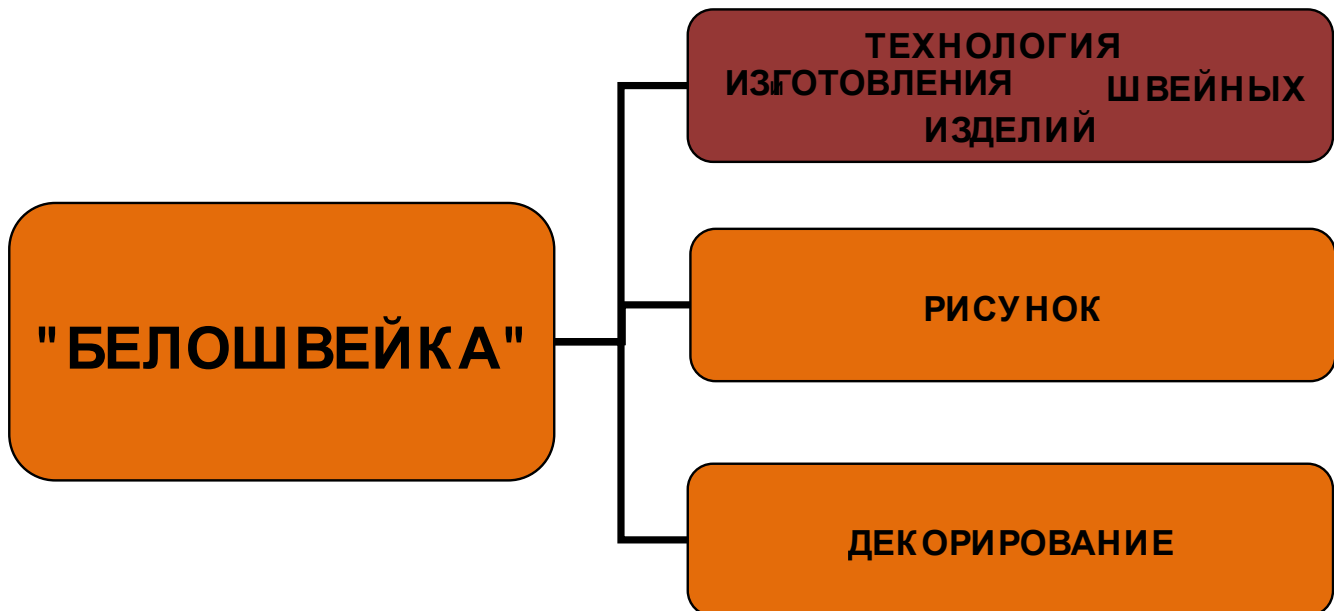 "БЕЛОШВЕЙКА"
ТЕХНОЛОГИЯ
ИЗГОТОВЛЕНИЯ ШВЕЙНЫХ
ИЗДЕЛИЙ
РИСУНОК
ДЕКОРИРОВАНИЕ